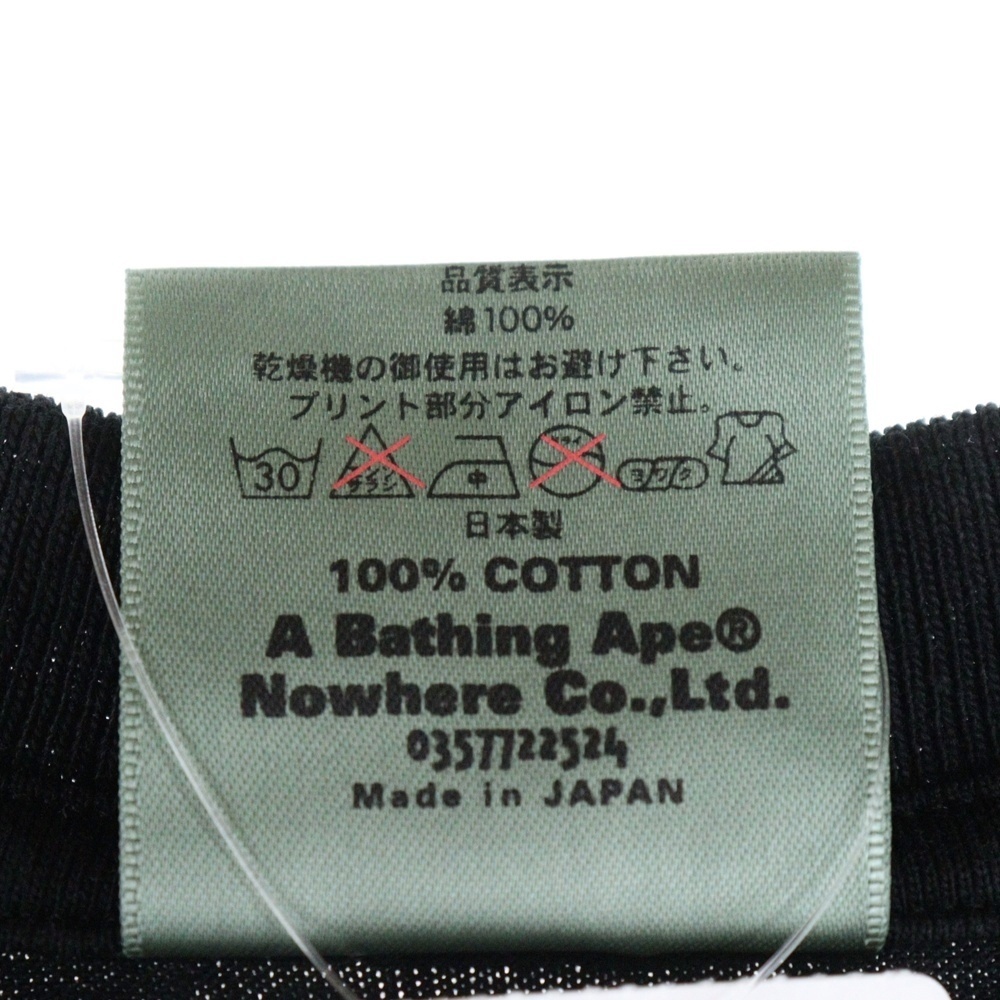 品質表示
綿100%
乾燥機の御使用はお避け下さい。
プリント部分アイロン禁止。
30 中
日本製
100% COTTON
A Bathing Ape®
Nowhere Co.,Ltd.
0357722524
Made in JAPAN